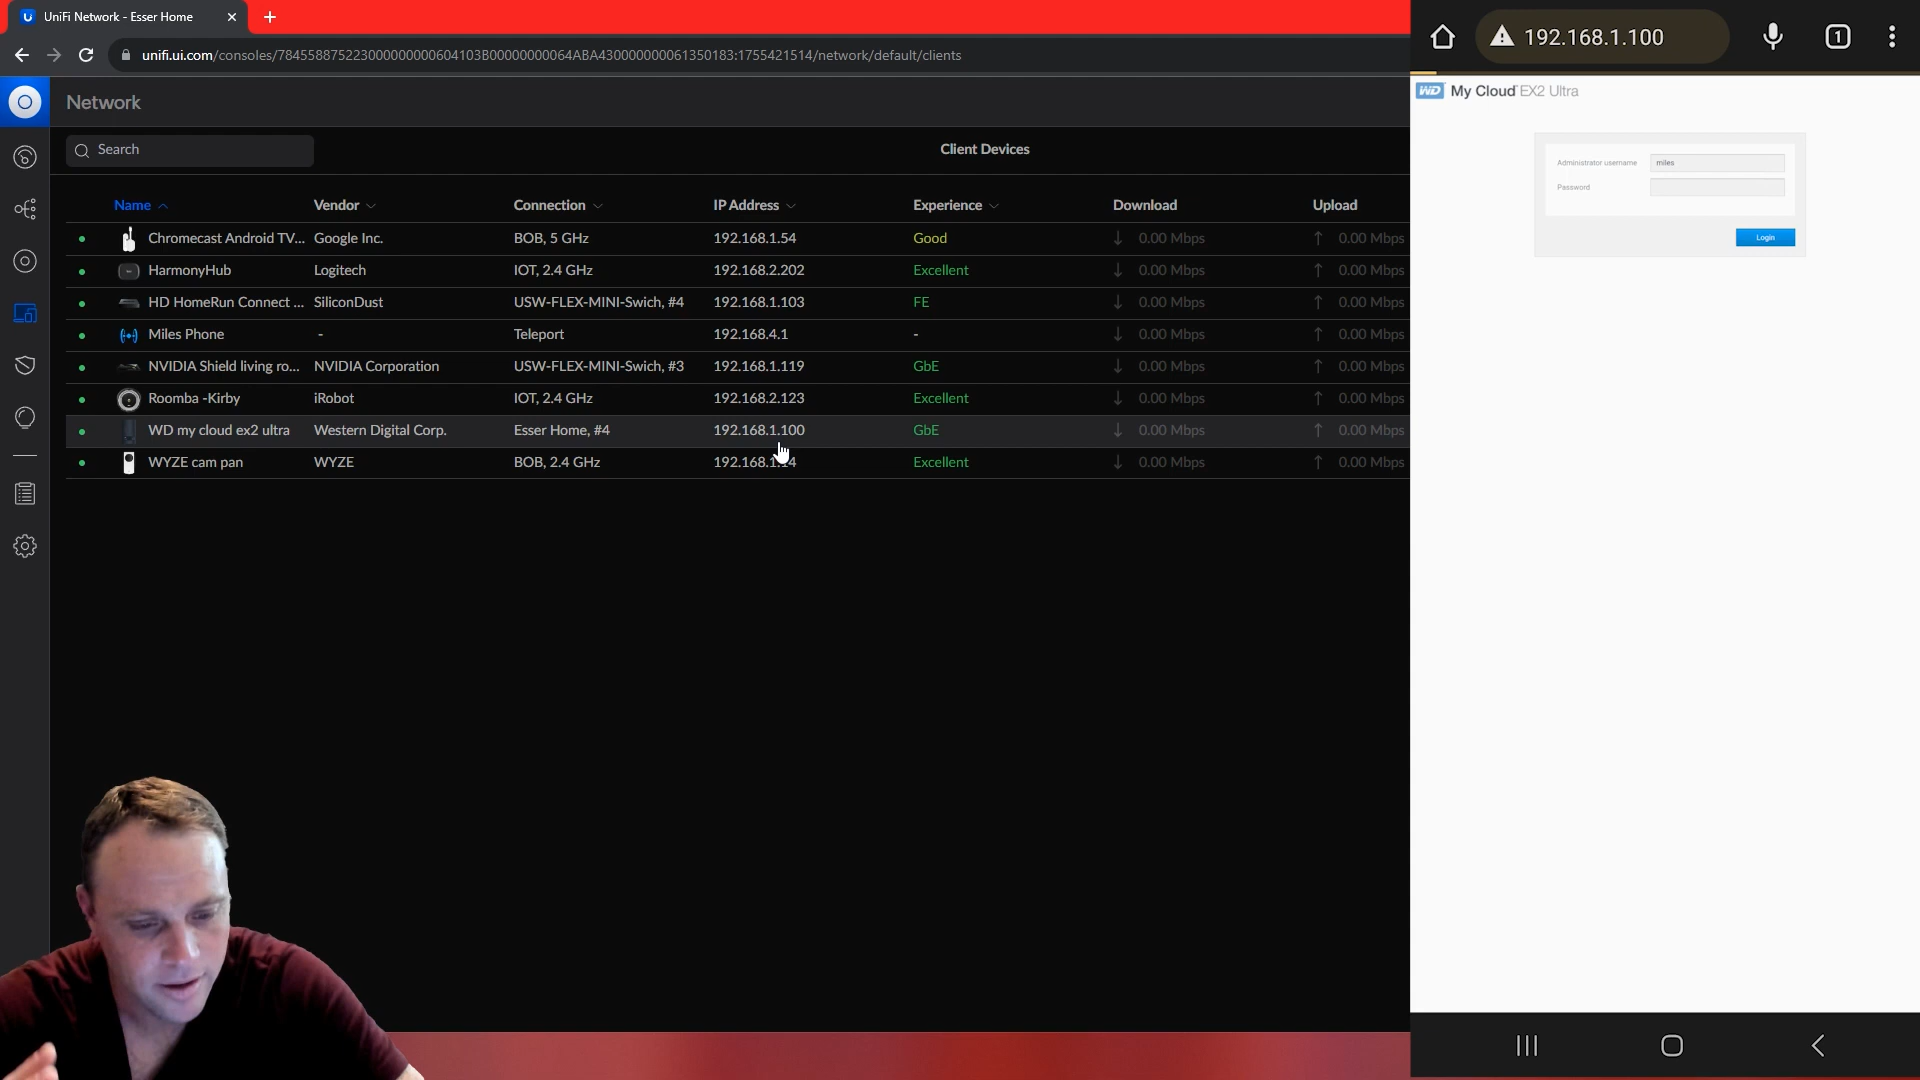 UniFi Network - Esser Home
unifi.ui.com/consoles/784558875223000000000604103B00000000064ABA430000000061350183:1755421514/network/default/clients
Network
Search
Client Devices
Name Vendor Connection IP Address Experience Download Upload
Chromecast Android TV... Google Inc. BOB, 5 GHz 192.168.1.54 Good ↓ 0.00 Mbps ↑ 0.00 Mbps
HarmonyHub Logitech IOT, 2.4 GHz 192.168.2.202 Excellent ↓ 0.00 Mbps ↑ 0.00 Mbps
HD HomeRun Connect ... SiliconDust USW-FLEX-MINI-Swich, #4 192.168.1.103 FE ↓ 0.00 Mbps ↑ 0.00 Mbps
Miles Phone - Teleport 192.168.4.1 - ↓ 0.00 Mbps ↑ 0.00 Mbps
NVIDIA Shield living ro... NVIDIA Corporation USW-FLEX-MINI-Swich, #3 192.168.1.119 GbE ↓ 0.00 Mbps ↑ 0.00 Mbps
Roomba -Kirby iRobot IOT, 2.4 GHz 192.168.2.123 Excellent ↓ 0.00 Mbps ↑ 0.00 Mbps
WD my cloud ex2 ultra Western Digital Corp. Esser Home, #4 192.168.1.100 GbE ↓ 0.00 Mbps ↑ 0.00 Mbps
WYZE cam pan WYZE BOB, 2.4 GHz Excellent ↓ 0.00 Mbps ↑ 0.00 Mbps
192.168.1.100
1
WD My Cloud EX2 Ultra
Administrator username miles
Password
Login